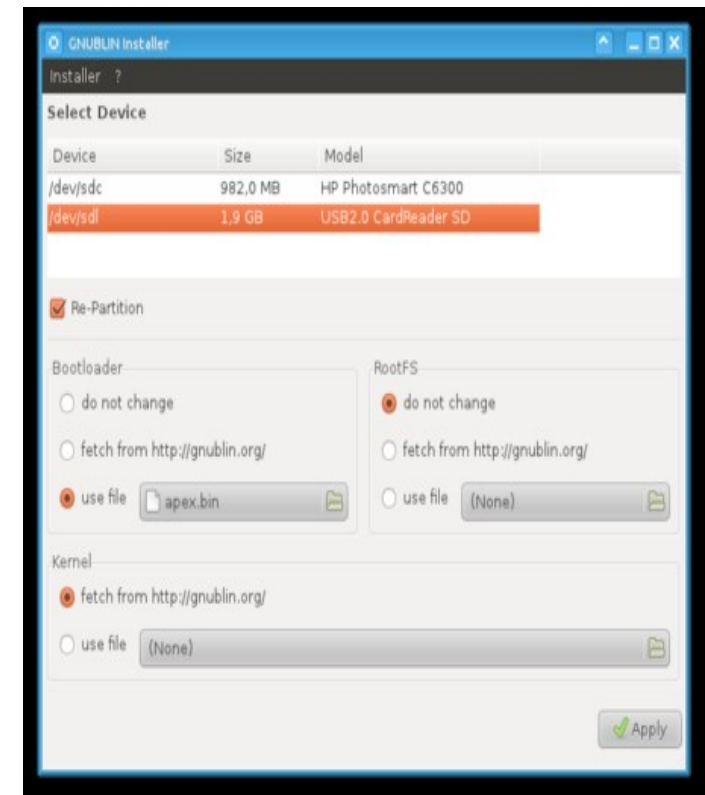 GNUBLIN Installer
Installer ?
Select Device
Device Size Model
/dev/sdc 982,0 MB HP Photosmart C6300
/dev/sdl 1,9 GB USB2.0 CardReader SD
Re-Partition
Bootloader
do not change
fetch from http://gnublin.org/
use file apex.bin
RootFS
do not change
fetch from http://gnublin.org/
use file (None)
Kernel
fetch from http://gnublin.org/
use file (None)
Apply